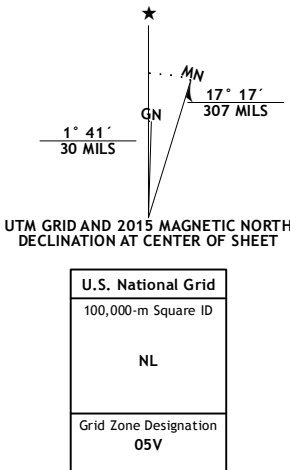 ★
MN
GN
17° 17´
307 MILS
1° 41´
30 MILS
UTM GRID AND 2015 MAGNETIC NORTH
DECLINATION AT CENTER OF SHEET
U.S. National Grid
100,000-m Square ID
NL
Grid Zone Designation
05V